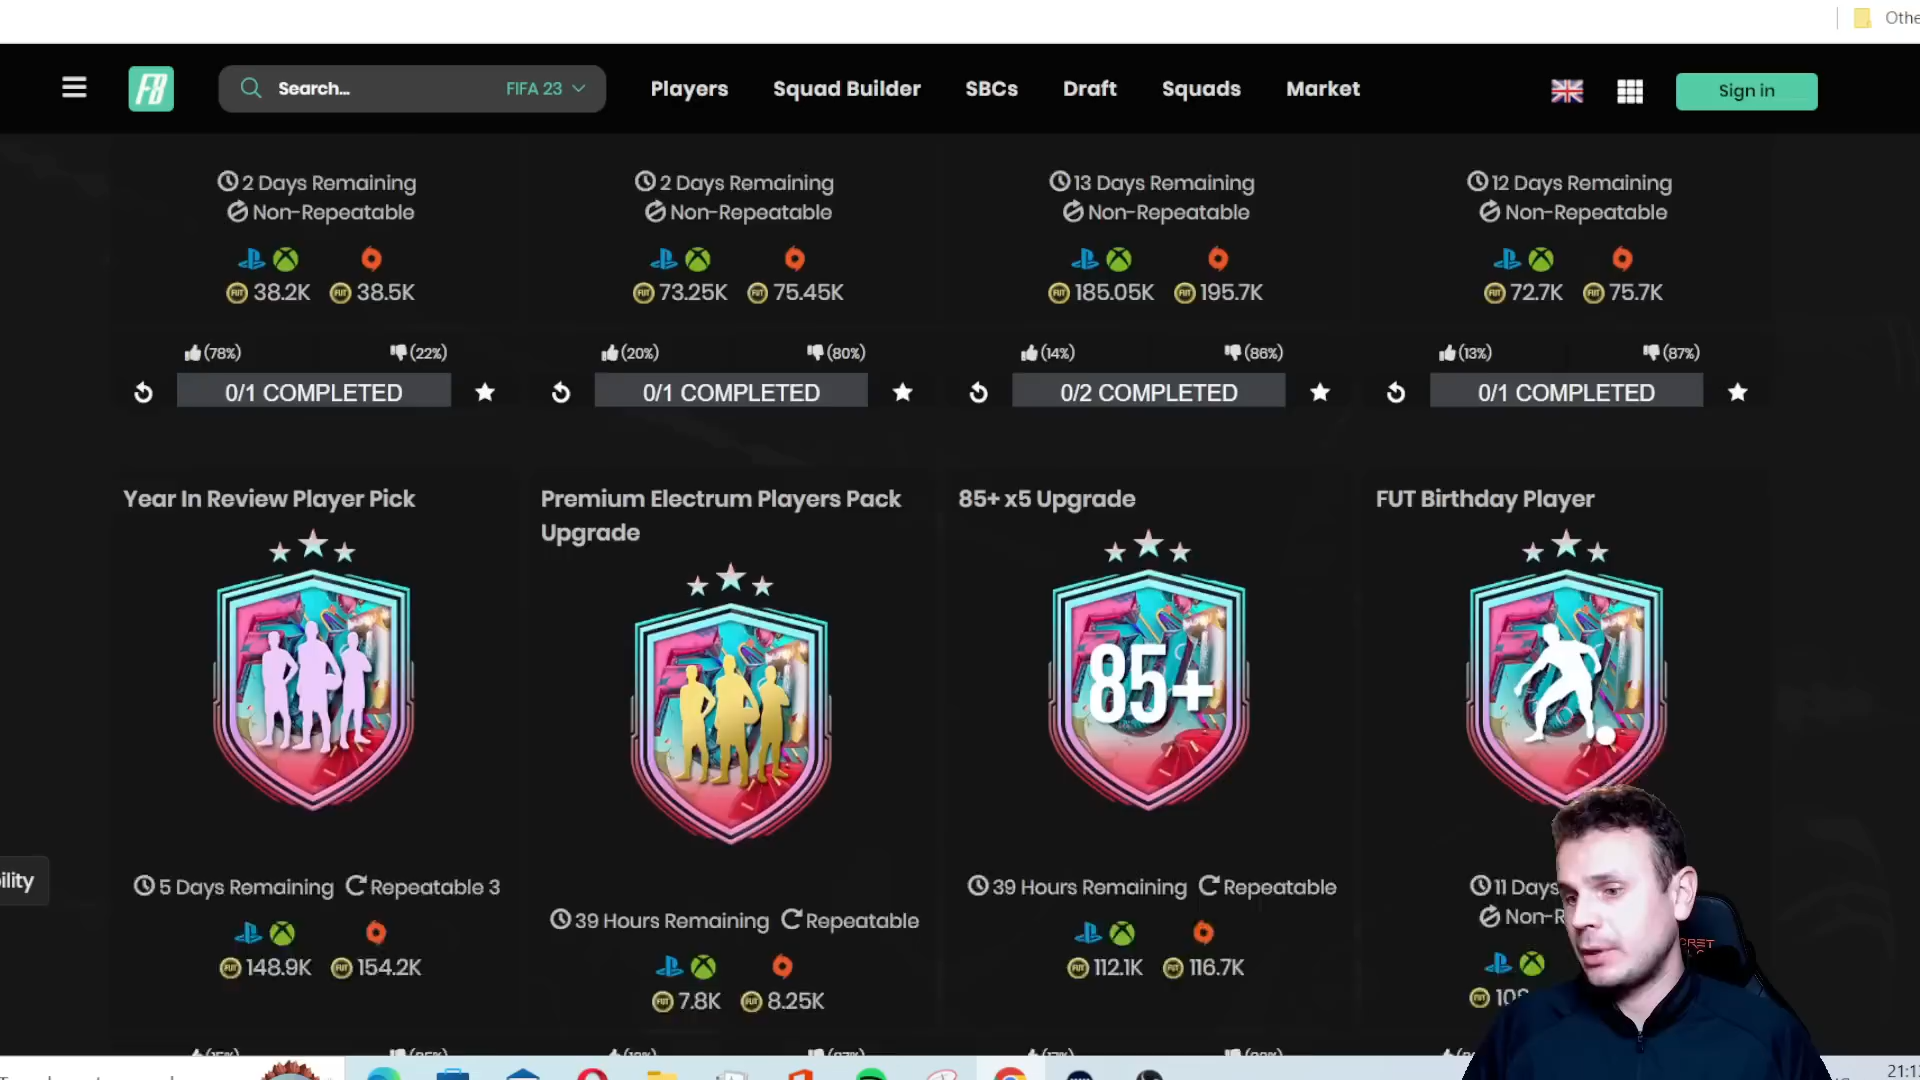 Othe
F8
Search...
FIFA 23
Players
Squad Builder
SBCs
Draft
Squads
Market
Sign in
2 Days Remaining
Non-Repeatable
38.2K 38.5K
(78%) (22%)
0/1 COMPLETED
2 Days Remaining
Non-Repeatable
73.25K 75.45K
(20%) (80%)
0/1 COMPLETED
13 Days Remaining
Non-Repeatable
185.05K 195.7K
(14%) (86%)
0/2 COMPLETED
12 Days Remaining
Non-Repeatable
72.7K 75.7K
(13%) (87%)
0/1 COMPLETED
Year In Review Player Pick
5 Days Remaining Repeatable 3
148.9K 154.2K
Premium Electrum Players Pack
Upgrade
39 Hours Remaining Repeatable
7.8K 8.25K
85+ x5 Upgrade
85+
39 Hours Remaining Repeatable
112.1K 116.7K
FUT Birthday Player
11 Days
Non-R
ility
21:1